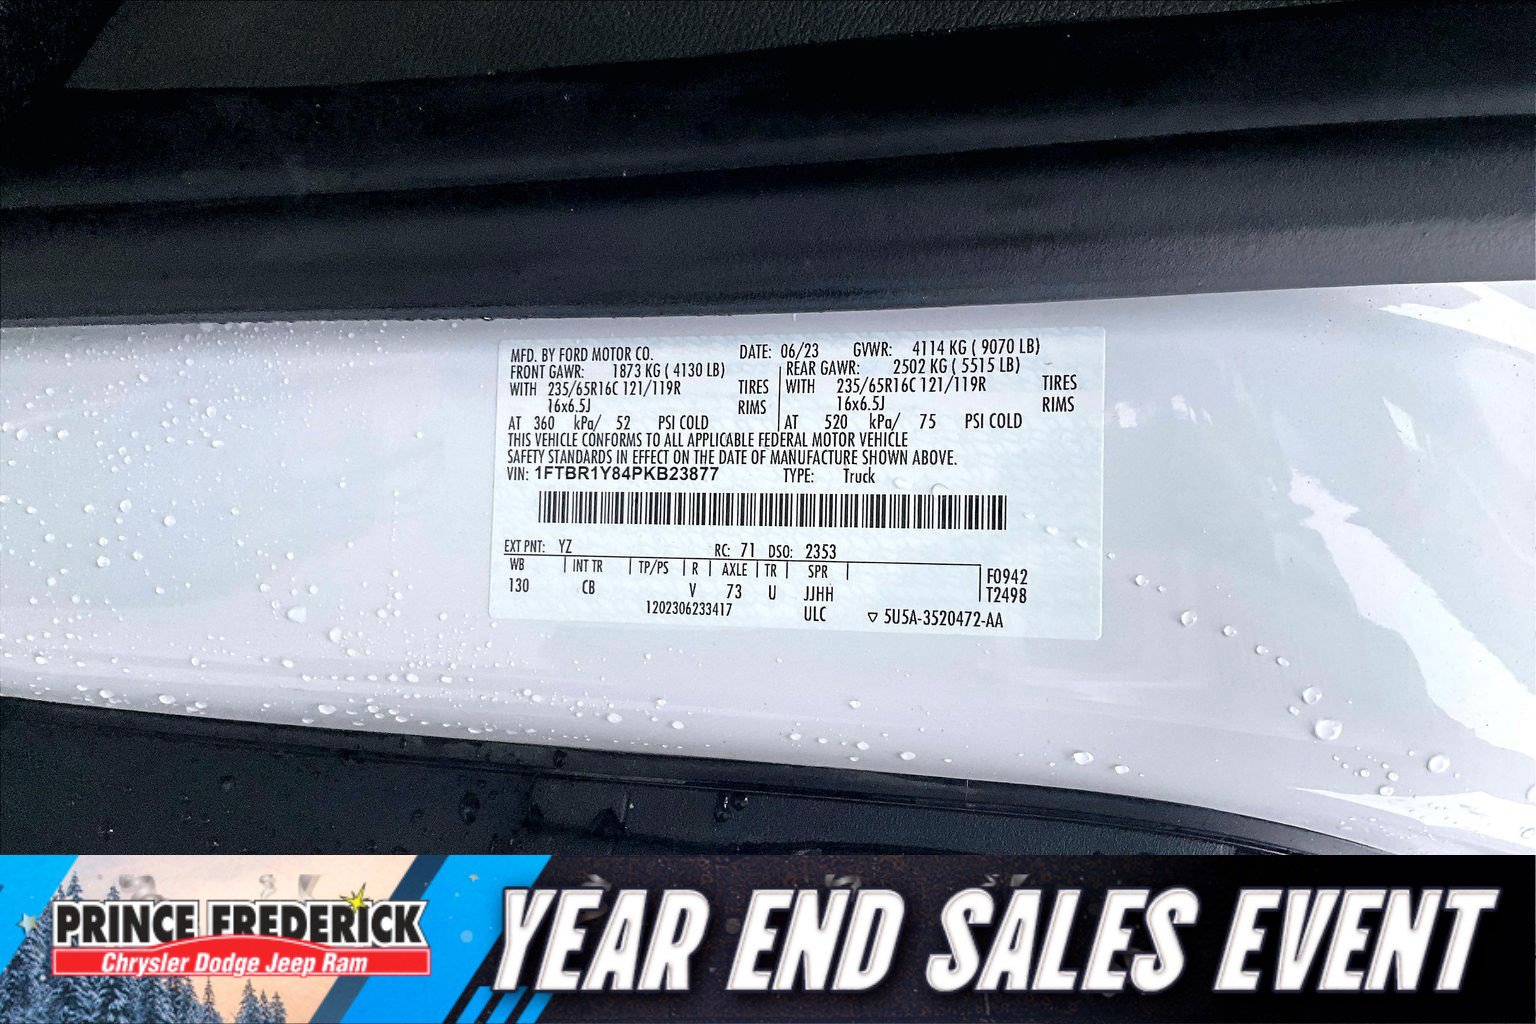 MFD. BY FORD MOTOR CO. DATE: 06/23 GVWR: 4114 KG ( 9070 LB)
FRONT GAWR: 1873 KG ( 4130 LB) REAR GAWR: 2502 KG ( 5515 LB)
WITH 235/65R16C 121/119R TIRES WITH 235/65R16C 121/119R TIRES
16x6.5J RIMS 16x6.5J RIMS
AT 360 kPa/ 52 PSI COLD AT 520 kPa/ 75 PSI COLD
THIS VEHICLE CONFORMS TO ALL APPLICABLE FEDERAL MOTOR VEHICLE
SAFETY STANDARDS IN EFFECT ON THE DATE OF MANUFACTURE SHOWN ABOVE.
VIN: 1FTBR1Y84PKB23877 TYPE: Truck
EXT PNT: YZ RC: 71 DSO: 2353
WB INT TR TP/PS R AXLE TR SPR F0942
130 CB V 73 U JJHH T2498
1202306233417 ULC ▽ 5U5A-3520472-AA
PRINCE FREDERICK
Chrysler Dodge Jeep Ram
YEAR END SALES EVENT